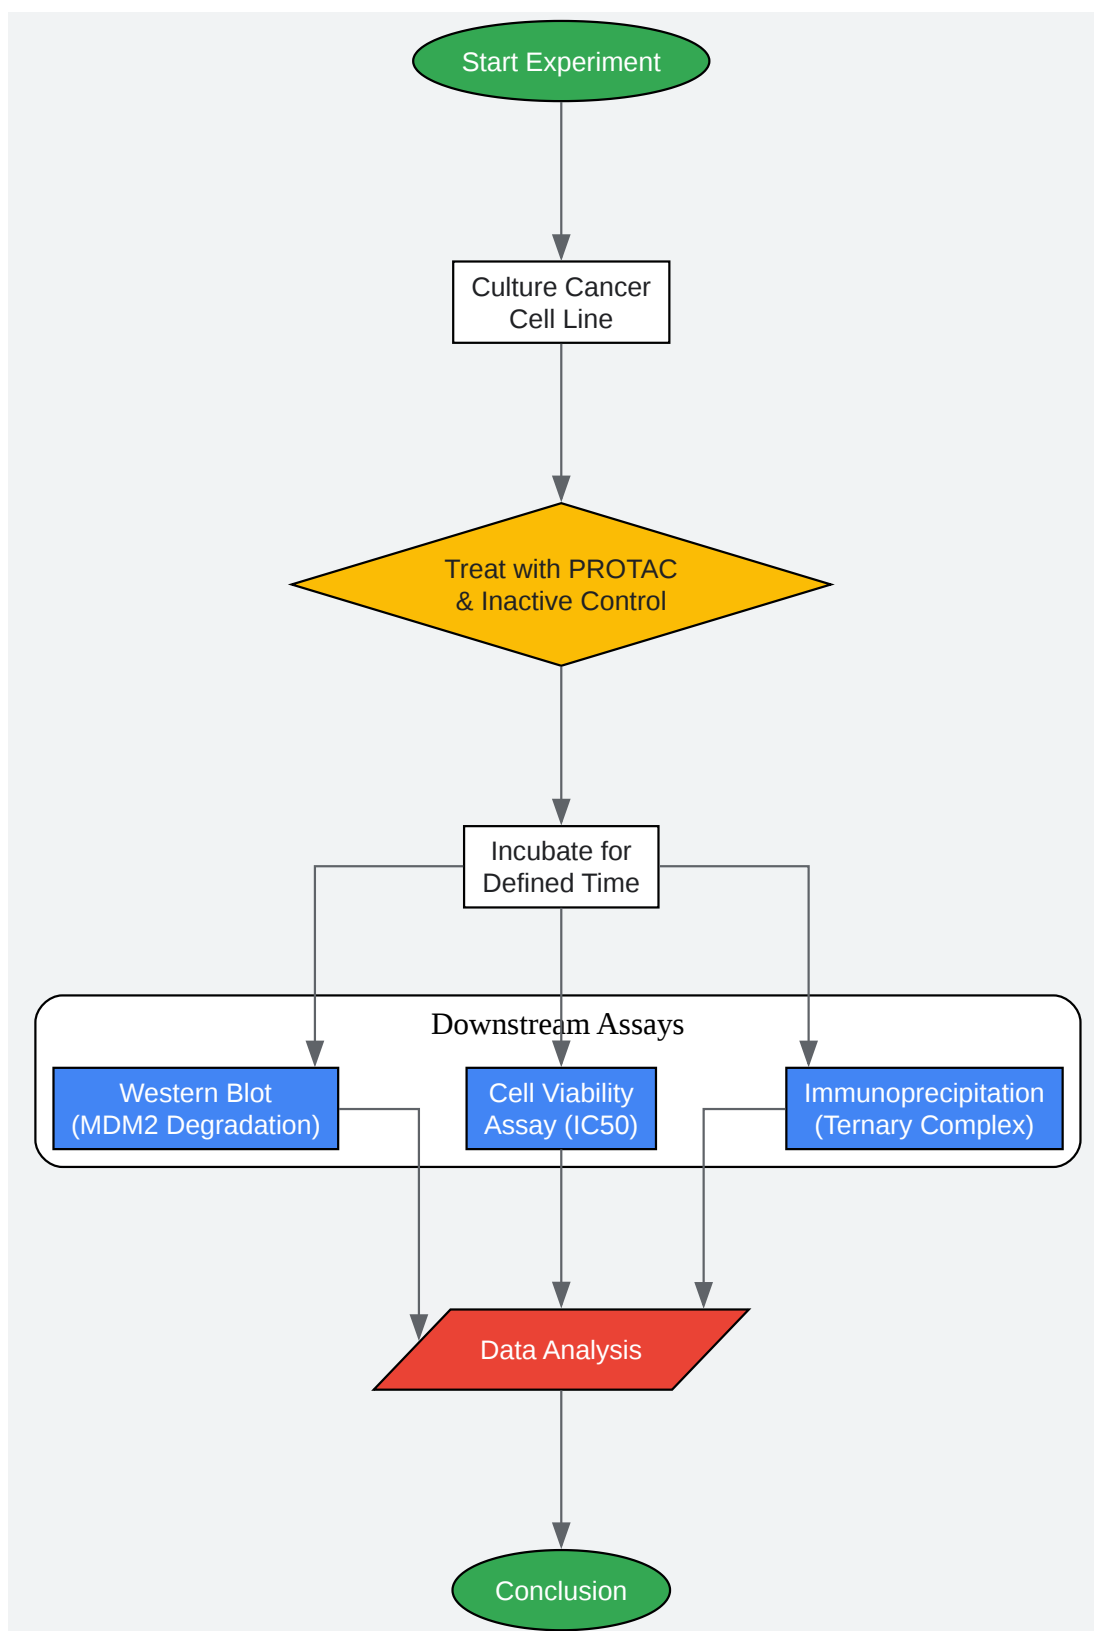 Start Experiment
Culture Cancer
Cell Line
Treat with PROTAC
& Inactive Control
Incubate for
Defined Time
Downstream Assays
Western Blot
(MDM2 Degradation)
Cell Viability
Assay (IC50)
Immunoprecipitation
(Ternary Complex)
Data Analysis
Conclusion